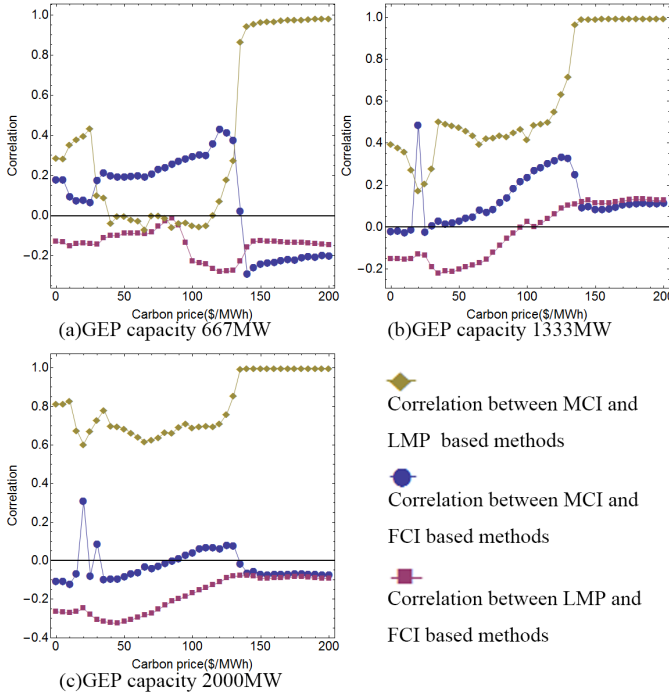 1.0
0.8
0.6
0.4
0.2
0.0
−0.2
Correlation
0 50 100 150 200
Carbon price($/MWh)
(a)GEP capacity 667MW
1.0
0.8
0.6
0.4
0.2
0.0
−0.2
Correlation
0 50 100 150 200
Carbon price($/MWh)
(b)GEP capacity 1333MW
1.0
0.8
0.6
0.4
0.2
0.0
−0.2
−0.4
Correlation
0 50 100 150 200
Carbon price($/MWh)
(c)GEP capacity 2000MW
Correlation between MCI and
LMP based methods
Correlation between MCI and
FCI based methods
Correlation between LMP and
FCI based methods